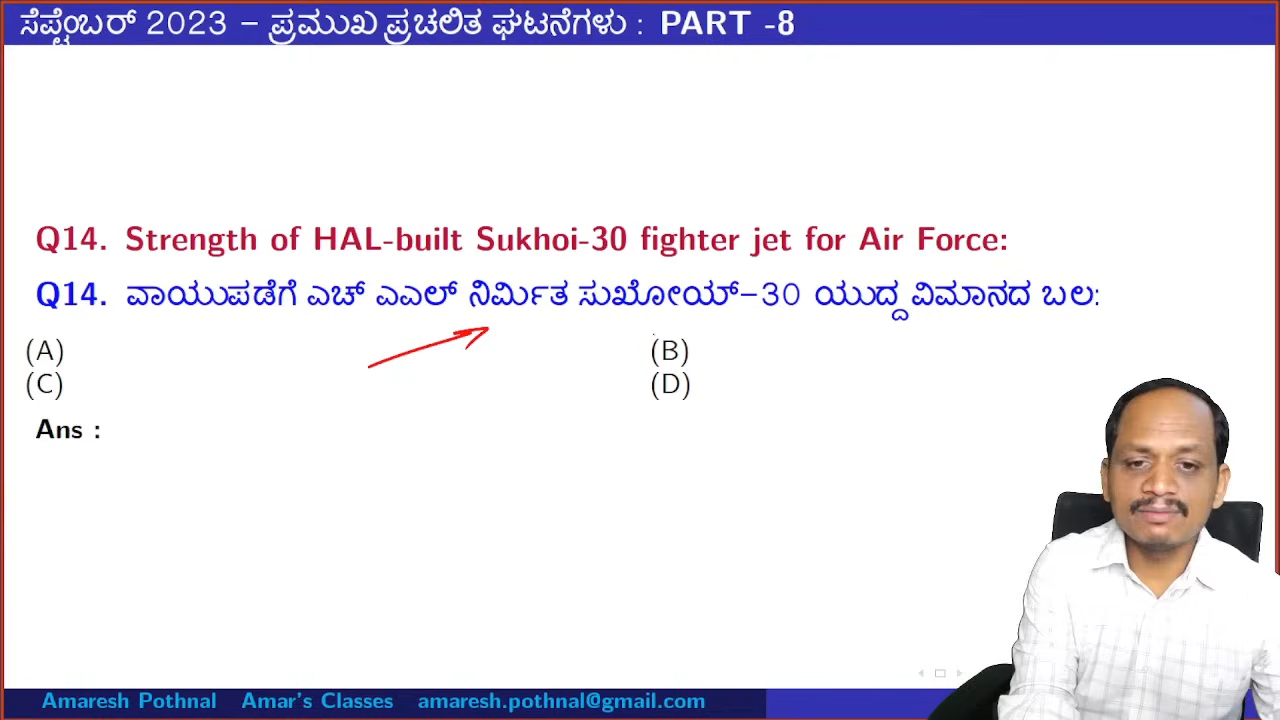 ಸೆಪ್ಟೆಂಬರ್ 2023 – ಪ್ರಮುಖ ಪ್ರಚಲಿತ ಘಟನೆಗಳು : PART -8
Q14. Strength of HAL-built Sukhoi-30 fighter jet for Air Force:
Q14. ವಾಯುಪಡೆಗೆ ಎಚ್ ಎಎಲ್ ನಿರ್ಮಿತ ಸುಖೋಯ್–30 ಯುದ್ದ ವಿಮಾನದ ಬಲ:
(A) (B)
(C) (D)
Ans :
Amaresh Pothnal Amar's Classes amaresh.pothnal@gmail.com